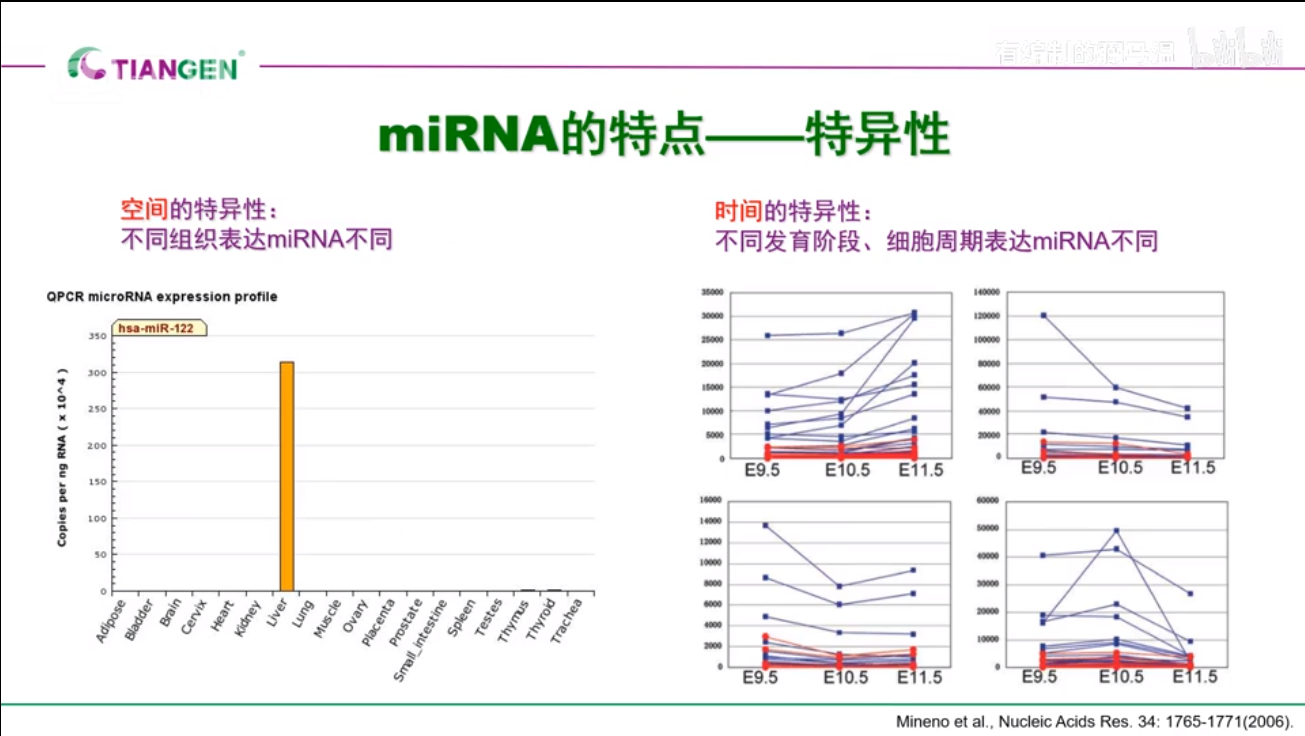 TIANGEN®
有编制的河马温 bilibili
miRNA的特点——特异性
空间的特异性：
不同组织表达miRNA不同
时间的特异性：
不同发育阶段、细胞周期表达miRNA不同
QPCR microRNA expression profile
hsa-miR-122
Copies per ng RNA ( x 10^4 )
350
300
250
200
150
100
50
0
Adipose
Bladder
Brain
Cervix
Heart
Kidney
Liver
Lung
Muscle
Ovary
Placenta
Prostate
Small_intestine
Spleen
Testes
Thymus
Thyroid
Trachea
35000
30000
25000
20000
15000
10000
5000
0
E9.5 E10.5 E11.5
140000
120000
100000
80000
60000
40000
20000
0
E9.5 E10.5 E11.5
16000
14000
12000
10000
8000
6000
4000
2000
0
E9.5 E10.5 E11.5
60000
50000
40000
30000
20000
10000
0
E9.5 E10.5 E11.5
Mineno et al., Nucleic Acids Res. 34: 1765-1771(2006).